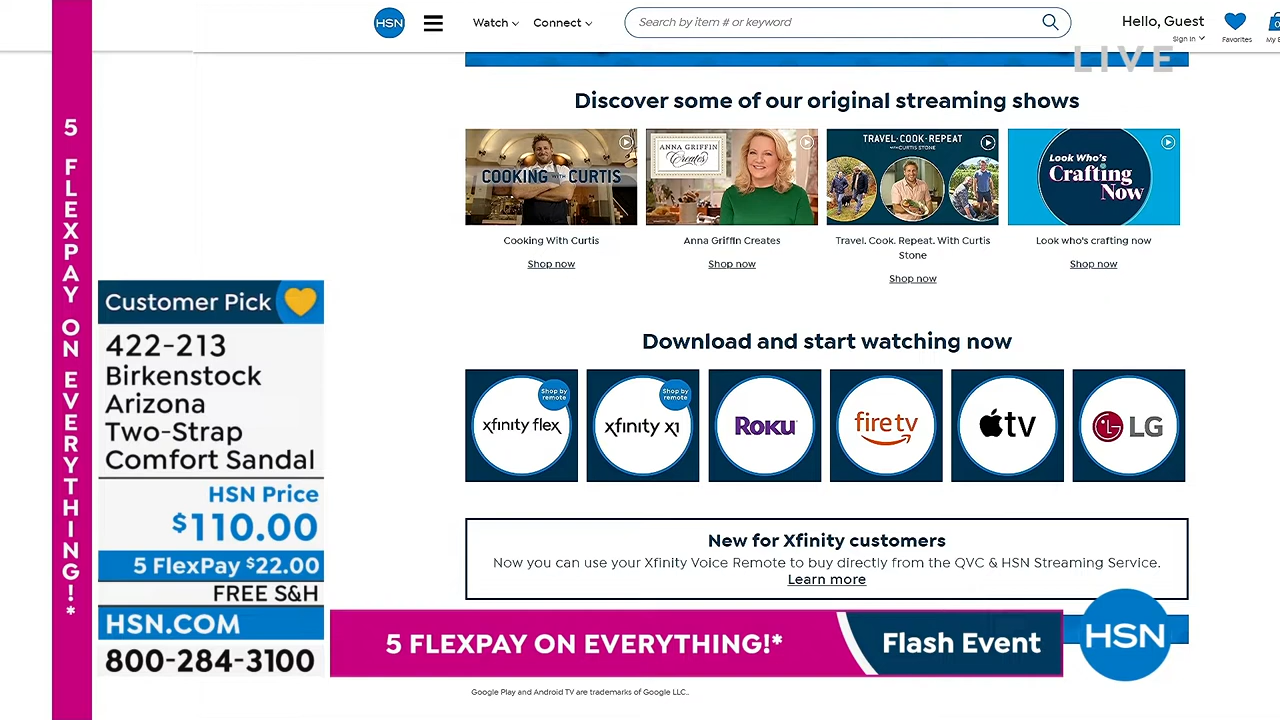 HSN
Watch
Connect
Search by item # or keyword
Hello, Guest
Sign In
Favorites
0
LIVE
5 FLEXPAY ON EVERYTHING!*
Discover some of our original streaming shows
COOKING WITH CURTIS
ANNA GRIFFIN
Creates
TRAVEL·COOK·REPEAT
WITH CURTIS STONE
Look Who's
Crafting
Now
Cooking With Curtis
Anna Griffin Creates
Travel. Cook. Repeat. With Curtis
Stone
Look who's crafting now
Shop now
Shop now
Shop now
Shop now
Customer Pick
422-213
Birkenstock
Arizona
Two-Strap
Comfort Sandal
HSN Price
$110.00
5 FlexPay $22.00
FREE S&H
HSN.COM
800-284-3100
Download and start watching now
Shop by
remote
xfinity flex
Shop by
remote
xfinity x1
Roku
fire tv
tv
LG
New for Xfinity customers
Now you can use your Xfinity Voice Remote to buy directly from the QVC & HSN Streaming Service.
Learn more
5 FLEXPAY ON EVERYTHING!*
Flash Event
HSN
Google Play and Android TV are trademarks of Google LLC..